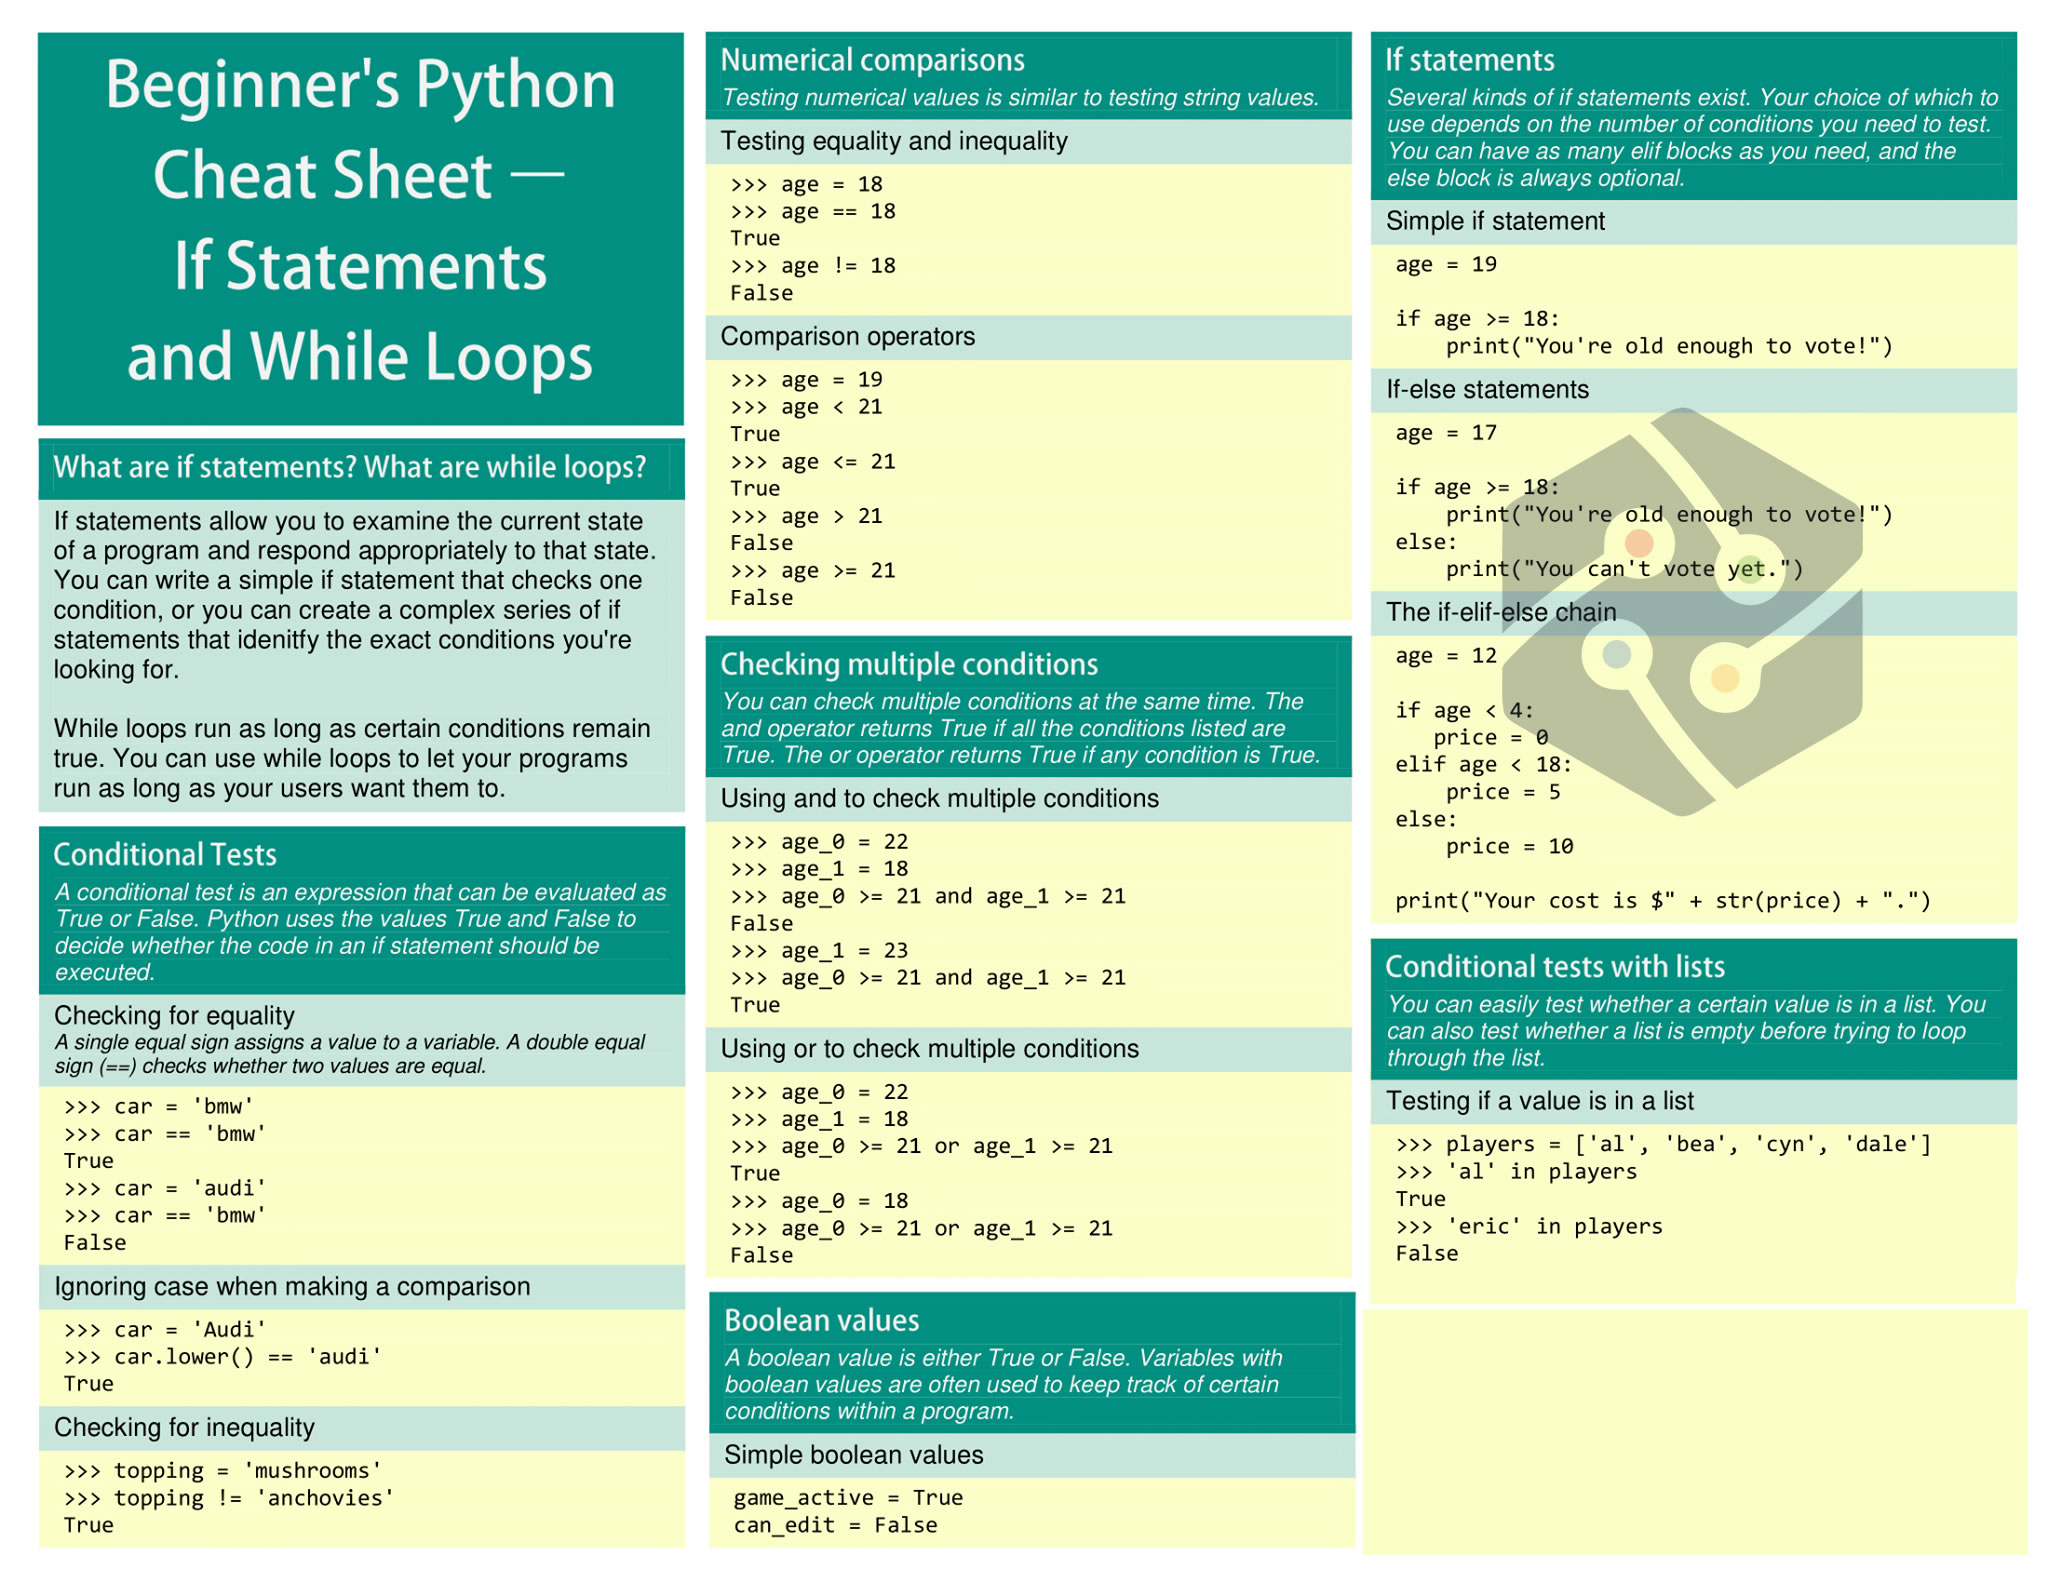 Beginner's Python
Cheat Sheet —
If Statements
and While Loops
What are if statements? What are while loops?
If statements allow you to examine the current state
of a program and respond appropriately to that state.
You can write a simple if statement that checks one
condition, or you can create a complex series of if
statements that idenitfy the exact conditions you're
looking for.
While loops run as long as certain conditions remain
true. You can use while loops to let your programs
run as long as your users want them to.
Conditional Tests
A conditional test is an expression that can be evaluated as
True or False. Python uses the values True and False to
decide whether the code in an if statement should be
executed.
Checking for equality
A single equal sign assigns a value to a variable. A double equal
sign (==) checks whether two values are equal.
>>> car = 'bmw'
>>> car == 'bmw'
True
>>> car = 'audi'
>>> car == 'bmw'
False
Ignoring case when making a comparison
>>> car = 'Audi'
>>> car.lower() == 'audi'
True
Checking for inequality
>>> topping = 'mushrooms'
>>> topping != 'anchovies'
True
Numerical comparisons
Testing numerical values is similar to testing string values.
Testing equality and inequality
>>> age = 18
>>> age == 18
True
>>> age != 18
False
Comparison operators
>>> age = 19
>>> age < 21
True
>>> age <= 21
True
>>> age > 21
False
>>> age >= 21
False
Checking multiple conditions
You can check multiple conditions at the same time. The
and operator returns True if all the conditions listed are
True. The or operator returns True if any condition is True.
Using and to check multiple conditions
>>> age_0 = 22
>>> age_1 = 18
>>> age_0 >= 21 and age_1 >= 21
False
>>> age_1 = 23
>>> age_0 >= 21 and age_1 >= 21
True
Using or to check multiple conditions
>>> age_0 = 22
>>> age_1 = 18
>>> age_0 >= 21 or age_1 >= 21
True
>>> age_0 = 18
>>> age_0 >= 21 or age_1 >= 21
False
Boolean values
A boolean value is either True or False. Variables with
boolean values are often used to keep track of certain
conditions within a program.
Simple boolean values
game_active = True
can_edit = False
If statements
Several kinds of if statements exist. Your choice of which to
use depends on the number of conditions you need to test.
You can have as many elif blocks as you need, and the
else block is always optional.
Simple if statement
age = 19
if age >= 18:
    print("You're old enough to vote!")
If-else statements
age = 17
if age >= 18:
    print("You're old enough to vote!")
else:
    print("You can't vote yet.")
The if-elif-else chain
age = 12
if age < 4:
   price = 0
elif age < 18:
    price = 5
else:
    price = 10
print("Your cost is $" + str(price) + ".")
Conditional tests with lists
You can easily test whether a certain value is in a list. You
can also test whether a list is empty before trying to loop
through the list.
Testing if a value is in a list
>>> players = ['al', 'bea', 'cyn', 'dale']
>>> 'al' in players
True
>>> 'eric' in players
False